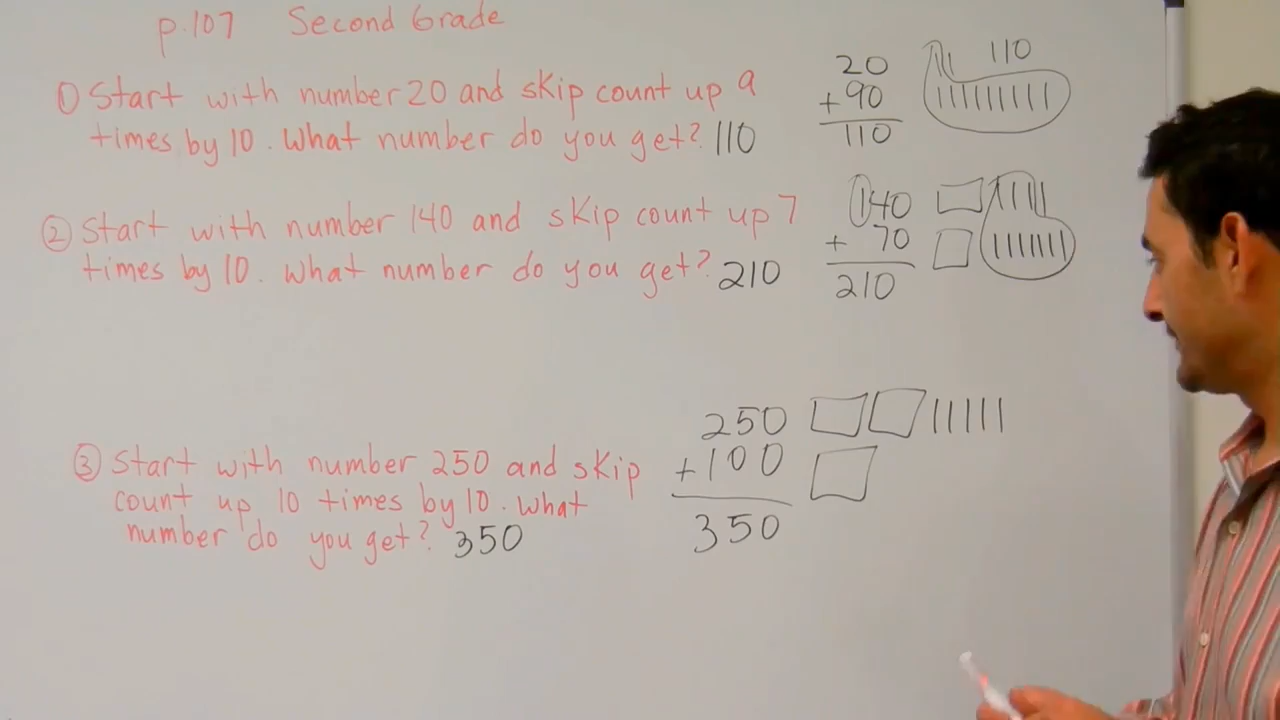 p.107 Second Grade
① Start with number 20 and skip count up 9
times by 10. What number do you get? 110
20
+90
110
110
② Start with number 140 and skip count up 7
times by 10. What number do you get? 210
140
+ 70
210
③ Start with number 250 and skip
count up 10 times by 10. What
number do you get? 350
250
+100
350